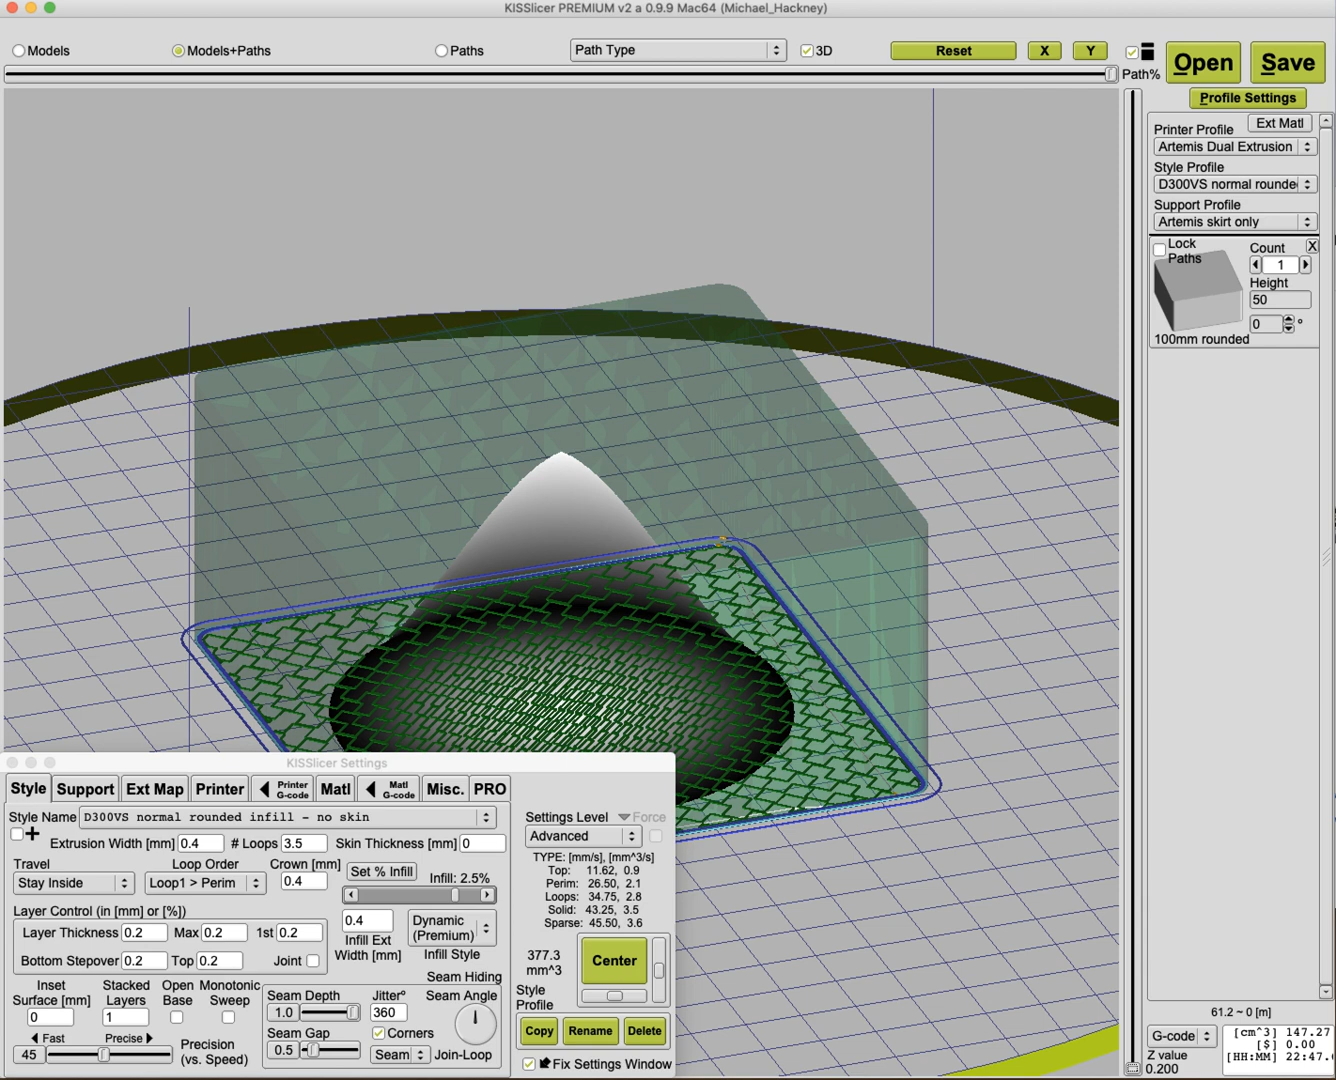 KISSlicer PREMIUM v2 a 0.9.9 Mac64 (Michael_Hackney)
Models
Models+Paths
Paths
Path Type
3D
Reset
X
Y
Path%
Open
Save
Profile Settings
Printer Profile
Ext Matl
Artemis Dual Extrusion
Style Profile
D300VS normal rounde
Support Profile
Artemis skirt only
Lock Paths
Count
X
1
Height
50
0 °
100mm rounded
KISSlicer Settings
Style
Support
Ext Map
Printer
Printer G-code
Matl
Matl G-code
Misc.
PRO
Style Name D300VS normal rounded infill - no skin
Extrusion Width [mm] 0.4 # Loops 3.5 Skin Thickness [mm] 0
Travel
Loop Order
Crown [mm]
Set % Infill
Infill: 2.5%
Stay Inside
Loop1 > Perim
0.4
Layer Control (in [mm] or [%])
Layer Thickness 0.2 Max 0.2 1st 0.2
Bottom Stepover 0.2 Top 0.2 Joint
0.4
Infill Ext
Width [mm]
Dynamic
(Premium)
Infill Style
Inset
Surface [mm]
0
Stacked
Layers
1
Open
Base
Monotonic
Sweep
Fast
Precise
45
Precision
(vs. Speed)
Seam Hiding
Seam Depth
1.0
Jitter°
360
Seam Angle
Seam Gap
0.5
Corners
Seam
Join-Loop
Settings Level
Force
Advanced
TYPE: [mm/s], [mm^3/s]
Top: 11.62, 0.9
Perim: 26.50, 2.1
Loops: 34.75, 2.8
Solid: 43.25, 3.5
Sparse: 45.50, 3.6
377.3
mm^3
Center
Style
Profile
Copy
Rename
Delete
Fix Settings Window
61.2 ~ 0 [m]
G-code
Z value
0.200
[cm^3] 147.27
[$] 0.00
[HH:MM] 22:47.